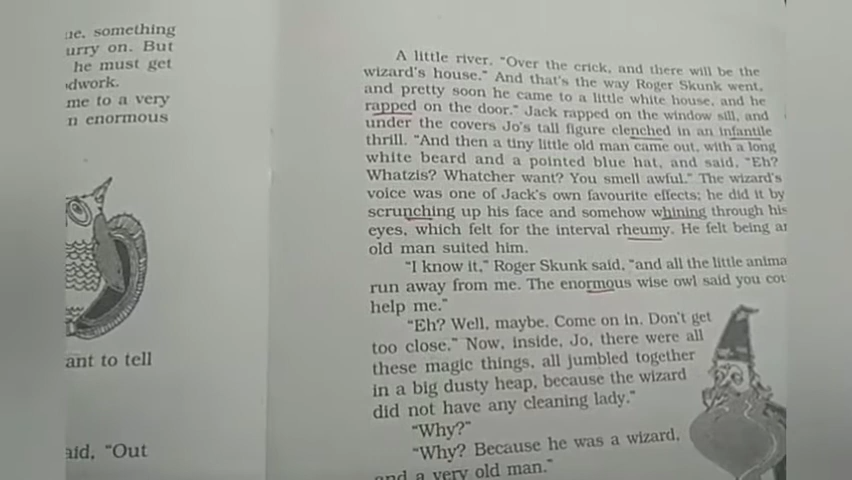 something
urry on. But
he must get
dwork.
me to a very
n enormous
ant to tell
aid, "Out
A little river. "Over the crick, and there will be the
wizard's house." And that's the way Roger Skunk went,
and pretty soon he came to a little white house, and he
rapped on the door." Jack rapped on the window sill, and
under the covers Jo's tall figure clenched in an infantile
thrill. "And then a tiny little old man came out, with a long
white beard and a pointed blue hat, and said, "Eh?
Whatzis? Whatcher want? You smell awful." The wizard's
voice was one of Jack's own favourite effects; he did it by
scrunching up his face and somehow whining through his
eyes, which felt for the interval rheumy. He felt being an
old man suited him.
"I know it," Roger Skunk said, "and all the little anima
run away from me. The enormous wise owl said you cou
help me."
"Eh? Well, maybe. Come on in. Don't get
too close." Now, inside, Jo, there were all
these magic things, all jumbled together
in a big dusty heap, because the wizard
did not have any cleaning lady."
"Why?"
"Why? Because he was a wizard,
and a very old man."